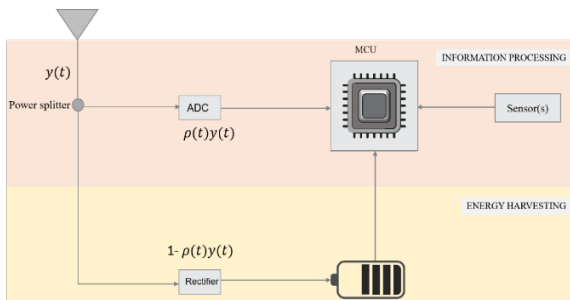 MCU
INFORMATION PROCESSING
y(t)
Power splitter
ADC
Sensor(s)
ρ(t)y(t)
ENERGY HARVESTING
1- ρ(t)y(t)
Rectifier